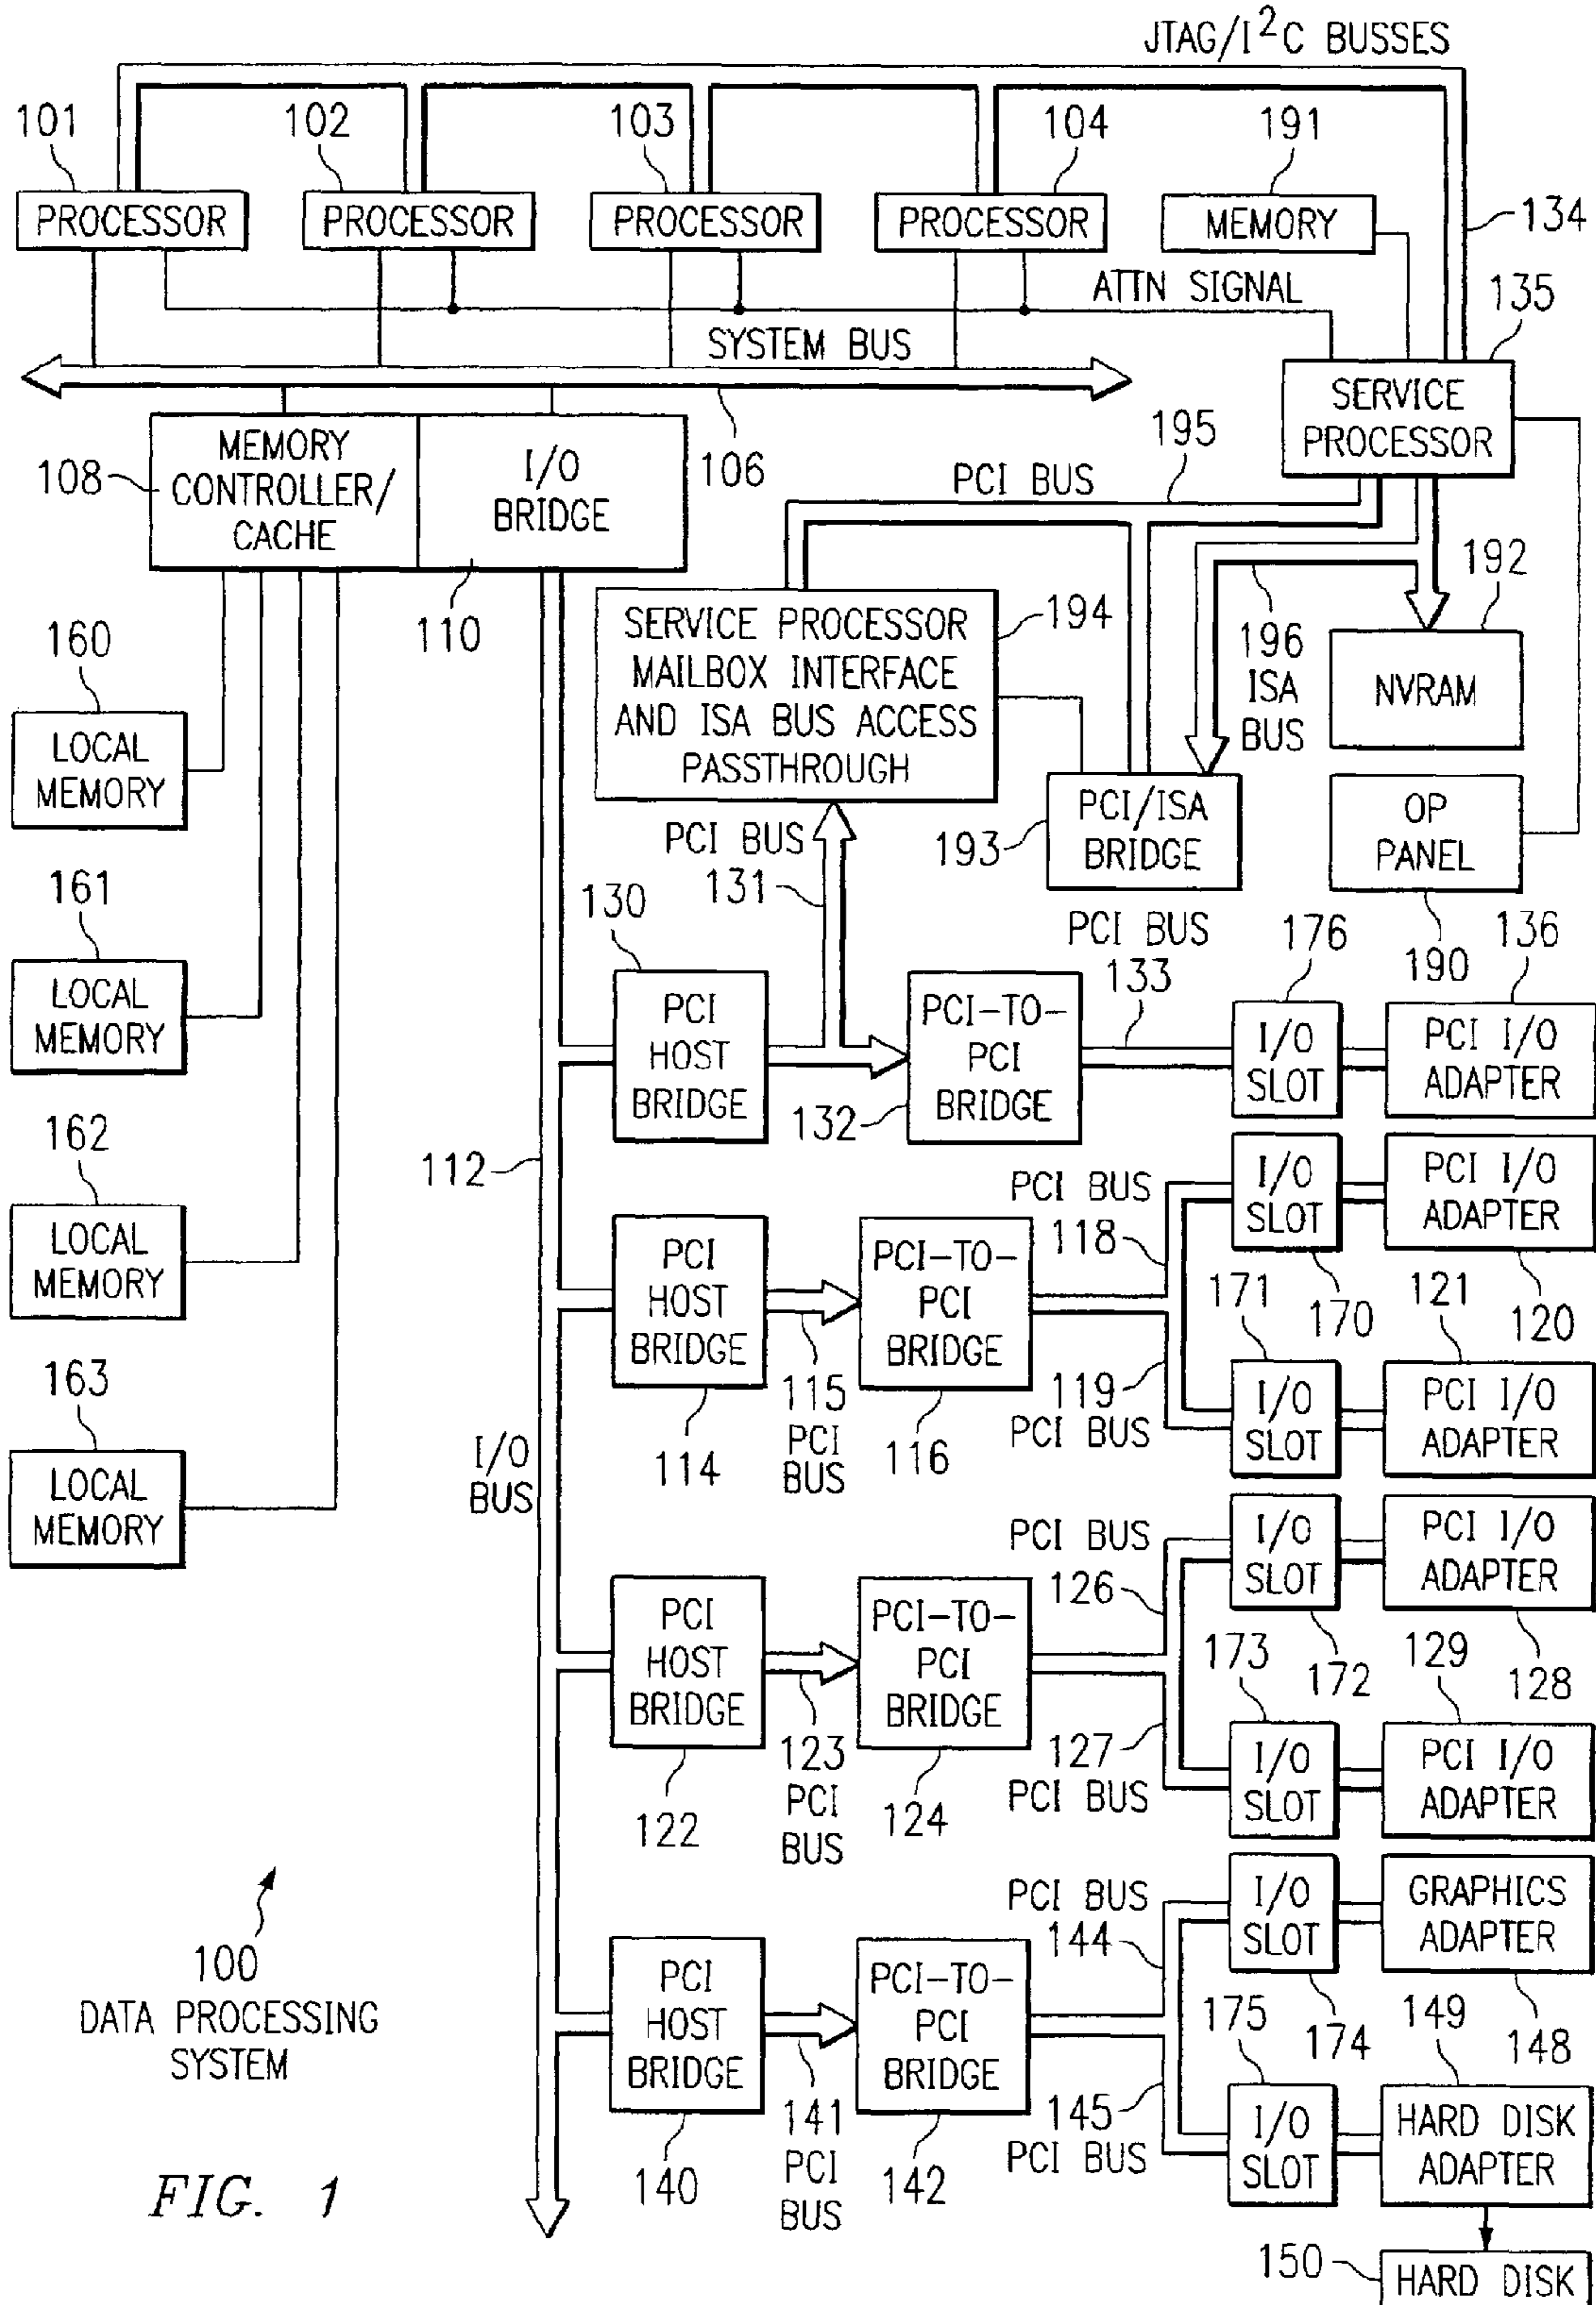 JTAG/I²C BUSSES
101
102
103
104
191
PROCESSOR
PROCESSOR
PROCESSOR
PROCESSOR
MEMORY
134
ATTN SIGNAL
135
SYSTEM BUS
SERVICE
PROCESSOR
MEMORY
CONTROLLER/
CACHE
108
I/O
BRIDGE
106
195
PCI BUS
110
192
SERVICE PROCESSOR
MAILBOX INTERFACE
AND ISA BUS ACCESS
PASSTHROUGH
194
196
ISA
BUS
NVRAM
160
LOCAL
MEMORY
PCI BUS
131
193
PCI/ISA
BRIDGE
OP
PANEL
190
161
LOCAL
MEMORY
130
PCI
HOST
BRIDGE
PCI-TO-
PCI
BRIDGE
132
PCI BUS
133
176
I/O
SLOT
136
PCI I/O
ADAPTER
162
LOCAL
MEMORY
112
PCI
HOST
BRIDGE
114
115
PCI
BUS
PCI-TO-
PCI
BRIDGE
116
PCI BUS
118
I/O
SLOT
170
PCI I/O
ADAPTER
120
119
PCI BUS
171
I/O
SLOT
121
PCI I/O
ADAPTER
163
LOCAL
MEMORY
I/O
BUS
PCI
HOST
BRIDGE
122
123
PCI
BUS
PCI-TO-
PCI
BRIDGE
124
PCI BUS
126
I/O
SLOT
172
PCI I/O
ADAPTER
128
127
PCI BUS
173
I/O
SLOT
129
PCI I/O
ADAPTER
100
DATA PROCESSING
SYSTEM
PCI
HOST
BRIDGE
140
141
PCI
BUS
PCI-TO-
PCI
BRIDGE
142
PCI BUS
144
I/O
SLOT
174
GRAPHICS
ADAPTER
148
145
PCI BUS
175
I/O
SLOT
149
HARD DISK
ADAPTER
150
HARD DISK
FIG. 1